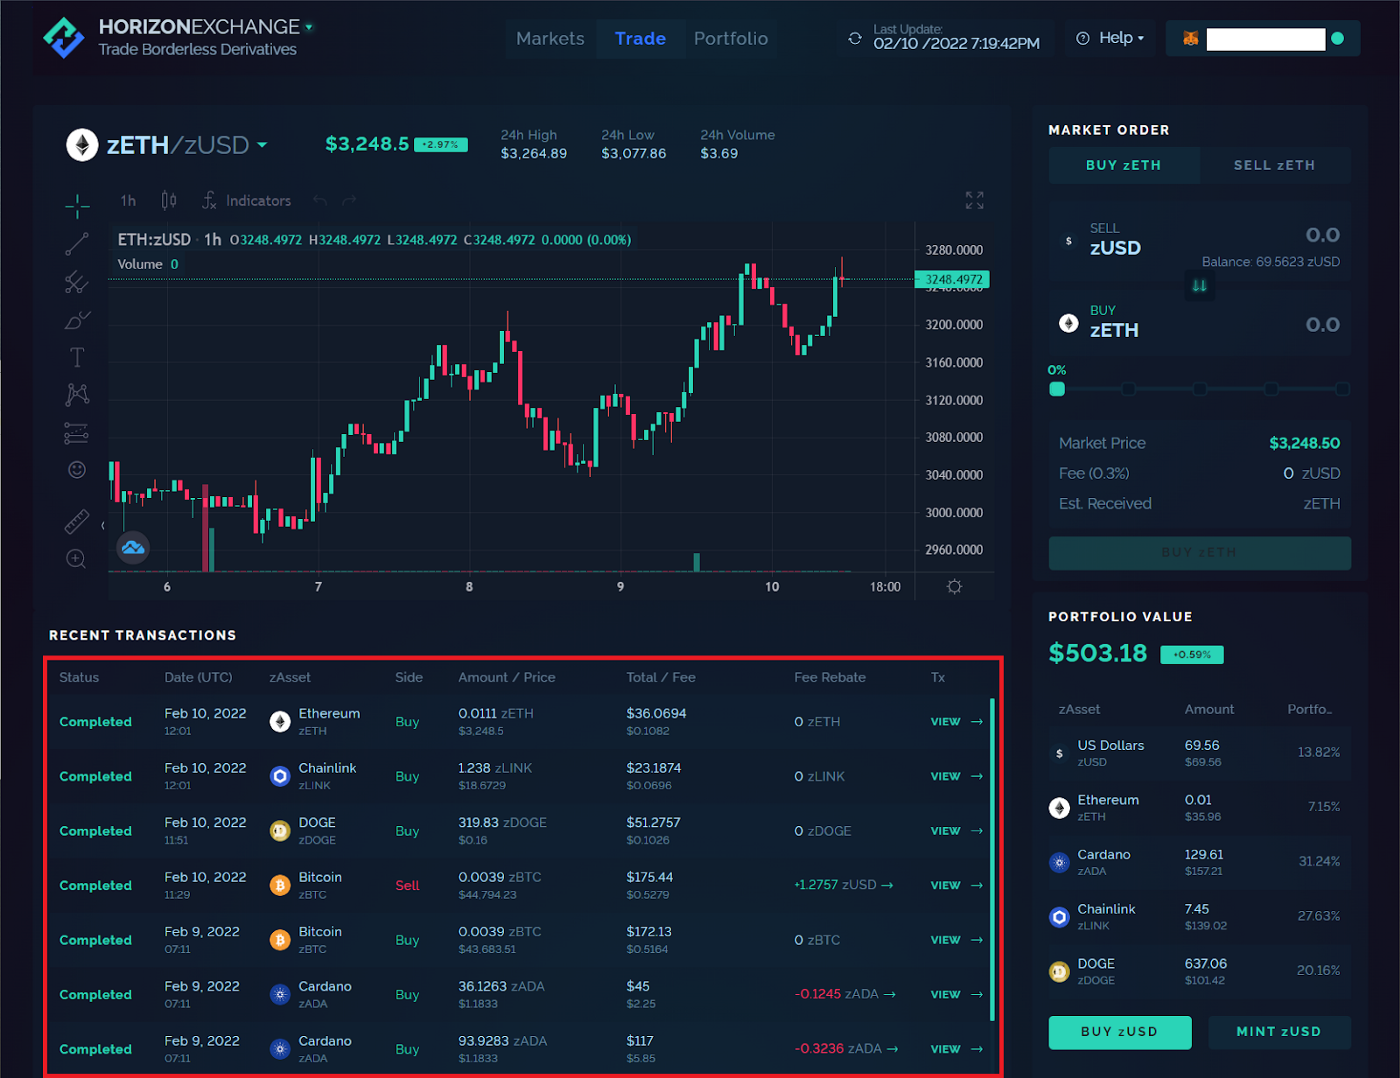 HORIZONEXCHANGE
Trade Borderless Derivatives
Markets Trade Portfolio
Last Update:
02/10 /2022 7:19:42PM
Help
zETH/zUSD
$3,248.5 +2.97%
24h High 24h Low 24h Volume
$3,264.89 $3,077.86 $3.69
1h Indicators
ETH:zUSD · 1h O3248.4972 H3248.4972 L3248.4972 C3248.4972 0.0000 (0.00%)
Volume 0
3280.0000
3248.4972
3240.0000
3200.0000
3160.0000
3120.0000
3080.0000
3040.0000
3000.0000
2960.0000
6 7 8 9 10 18:00
MARKET ORDER
BUY zETH SELL zETH
SELL
zUSD 0.0
Balance: 69.5623 zUSD
BUY
zETH 0.0
0%
Market Price $3,248.50
Fee (0.3%) 0 zUSD
Est. Received zETH
BUY zETH
RECENT TRANSACTIONS
Status Date (UTC) zAsset Side Amount / Price Total / Fee Fee Rebate Tx
Completed Feb 10, 2022 Ethereum Buy 0.0111 zETH $36.0694 0 zETH VIEW →
12:01 zETH $3,248.5 $0.1082
Completed Feb 10, 2022 Chainlink Buy 1.238 zLINK $23.1874 0 zLINK VIEW →
12:01 zLINK $18.6729 $0.0696
Completed Feb 10, 2022 DOGE Buy 319.83 zDOGE $51.2757 0 zDOGE VIEW →
11:51 zDOGE $0.16 $0.1026
Completed Feb 10, 2022 Bitcoin Sell 0.0039 zBTC $175.44 +1.2757 zUSD → VIEW →
11:29 zBTC $44,794.23 $0.5279
Completed Feb 9, 2022 Bitcoin Buy 0.0039 zBTC $172.13 0 zBTC VIEW →
07:11 zBTC $43,683.51 $0.5164
Completed Feb 9, 2022 Cardano Buy 36.1263 zADA $45 -0.1245 zADA → VIEW →
07:11 zADA $1.1833 $2.25
Completed Feb 9, 2022 Cardano Buy 93.9283 zADA $117 -0.3236 zADA → VIEW →
07:11 zADA $1.1833 $5.85
PORTFOLIO VALUE
$503.18 +0.59%
zAsset Amount Portfo...
US Dollars 69.56 13.82%
zUSD $69.56
Ethereum 0.01 7.15%
zETH $35.96
Cardano 129.61 31.24%
zADA $157.21
Chainlink 7.45 27.63%
zLINK $139.02
DOGE 637.06 20.16%
zDOGE $101.42
BUY zUSD MINT zUSD